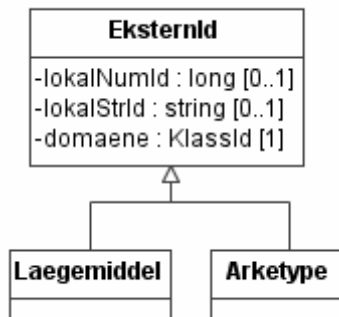 EksternId
-lokalNumId : long [0..1]
-lokalStrId : string [0..1]
-domaene : KlassId [1]
Laegemiddel
Arketype